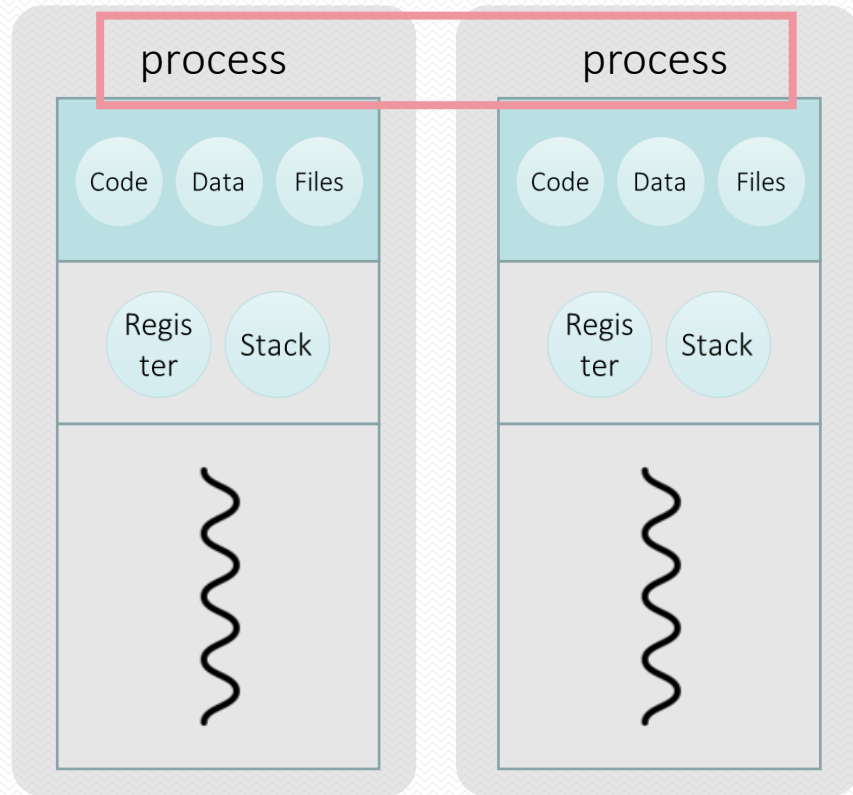 process process
Code Data Files Code Data Files
Regis
ter
Stack
Regis
ter
Stack